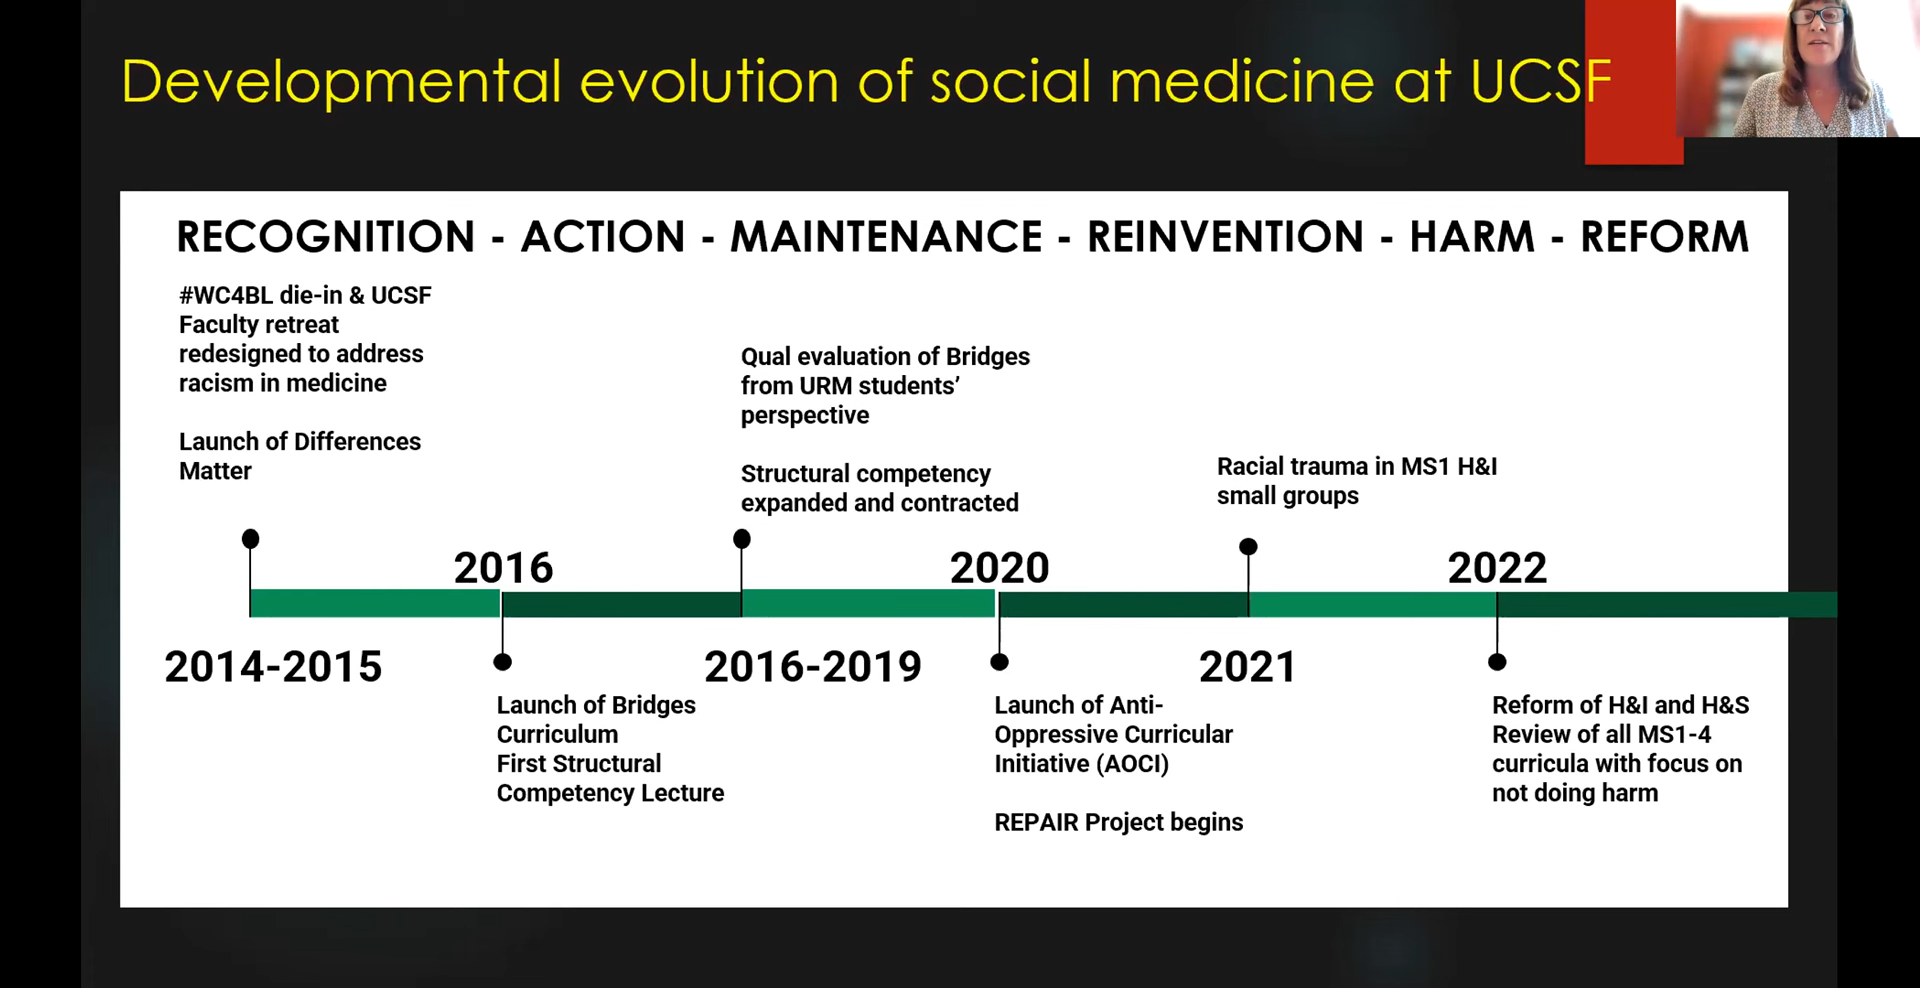 Developmental evolution of social medicine at UCSF
RECOGNITION - ACTION - MAINTENANCE - REINVENTION - HARM - REFORM
#WC4BL die-in & UCSF
Faculty retreat
redesigned to address
racism in medicine
Launch of Differences
Matter
Qual evaluation of Bridges
from URM students’
perspective
Structural competency
expanded and contracted
Racial trauma in MS1 H&I
small groups
2016
2020
2022
2014-2015
2016-2019
2021
Launch of Bridges
Curriculum
First Structural
Competency Lecture
Launch of Anti-
Oppressive Curricular
Initiative (AOCI)
REPAIR Project begins
Reform of H&I and H&S
Review of all MS1-4
curricula with focus on
not doing harm